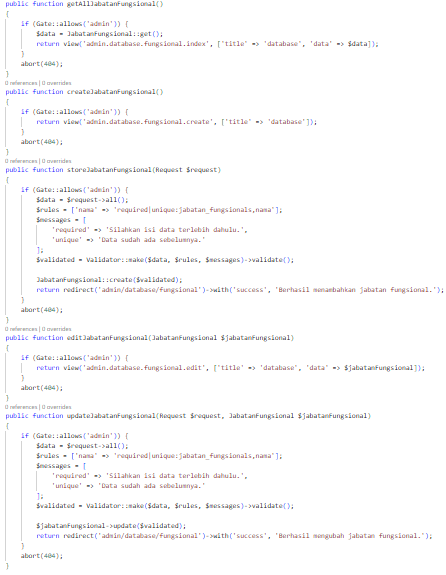 public function getAllJabatanFungsional()
{
    if (Gate::allows('admin')) {
        $data = JabatanFungsional::get();
        return view('admin.database.fungsional.index', ['title' => 'database', 'data' => $data]);
    }
    abort(404);
}
0 references | 0 overrides
public function createJabatanFungsional()
{
    if (Gate::allows('admin')) {
        return view('admin.database.fungsional.create', ['title' => 'database']);
    }
    abort(404);
}
0 references | 0 overrides
public function storeJabatanFungsional(Request $request)
{
    if (Gate::allows('admin')) {
        $data = $request->all();
        $rules = ['nama' => 'required|unique:jabatan_fungsionals,nama'];
        $messages = [
            'required' => 'Silahkan isi data terlebih dahulu.',
            'unique' => 'Data sudah ada sebelumnya.'
        ];
        $validated = Validator::make($data, $rules, $messages)->validate();

        JabatanFungsional::create($validated);
        return redirect('admin/database/fungsional')->with('success', 'Berhasil menambahkan jabatan fungsional.');
    }
    abort(404);
}
0 references | 0 overrides
public function editJabatanFungsional(JabatanFungsional $jabatanFungsional)
{
    if (Gate::allows('admin')) {
        return view('admin.database.fungsional.edit', ['title' => 'database', 'data' => $jabatanFungsional]);
    }
    abort(404);
}
0 references | 0 overrides
public function updateJabatanFungsional(Request $request, JabatanFungsional $jabatanFungsional)
{
    if (Gate::allows('admin')) {
        $data = $request->all();
        $rules = ['nama' => 'required|unique:jabatan_fungsionals,nama'];
        $messages = [
            'required' => 'Silahkan isi data terlebih dahulu.',
            'unique' => 'Data sudah ada sebelumnya.'
        ];
        $validated = Validator::make($data, $rules, $messages)->validate();

        $jabatanFungsional->update($validated);
        return redirect('admin/database/fungsional')->with('success', 'Berhasil mengubah jabatan fungsional.');
    }
    abort(404);
}